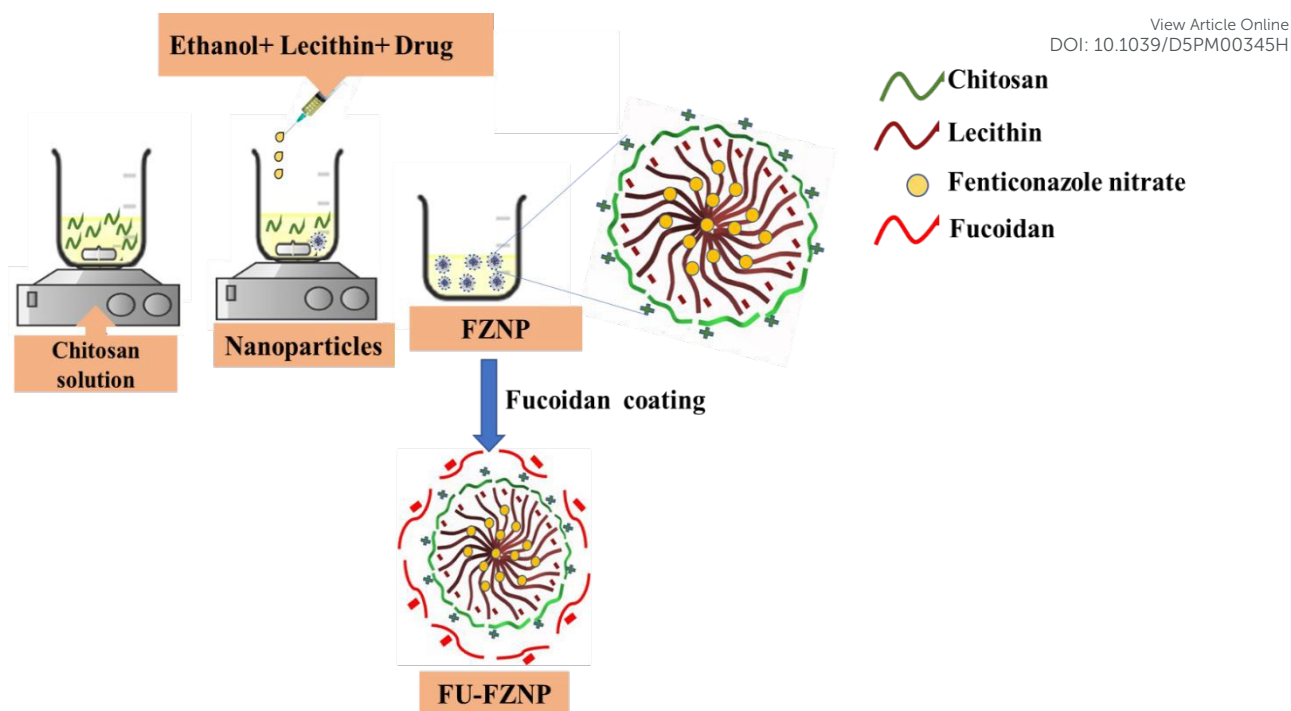 View Article Online
DOI: 10.1039/D5PM00345H
Ethanol+ Lecithin+ Drug
Chitosan
Lecithin
Fenticonazole nitrate
Fucoidan
Chitosan
solution
Nanoparticles
FZNP
Fucoidan coating
FU-FZNP